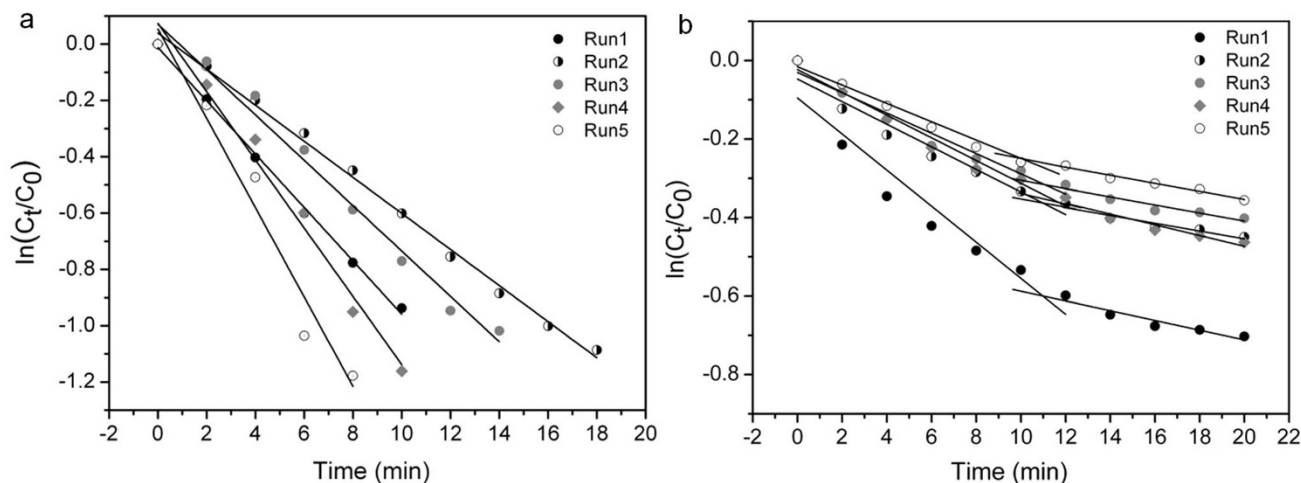 a
ln(Ct/C0)
0.0
-0.2
-0.4
-0.6
-0.8
-1.0
-1.2
Run1
Run2
Run3
Run4
Run5
-2 0 2 4 6 8 10 12 14 16 18 20
Time (min)
b
ln(Ct/C0)
0.0
-0.2
-0.4
-0.6
-0.8
Run1
Run2
Run3
Run4
Run5
-2 0 2 4 6 8 10 12 14 16 18 20 22
Time (min)